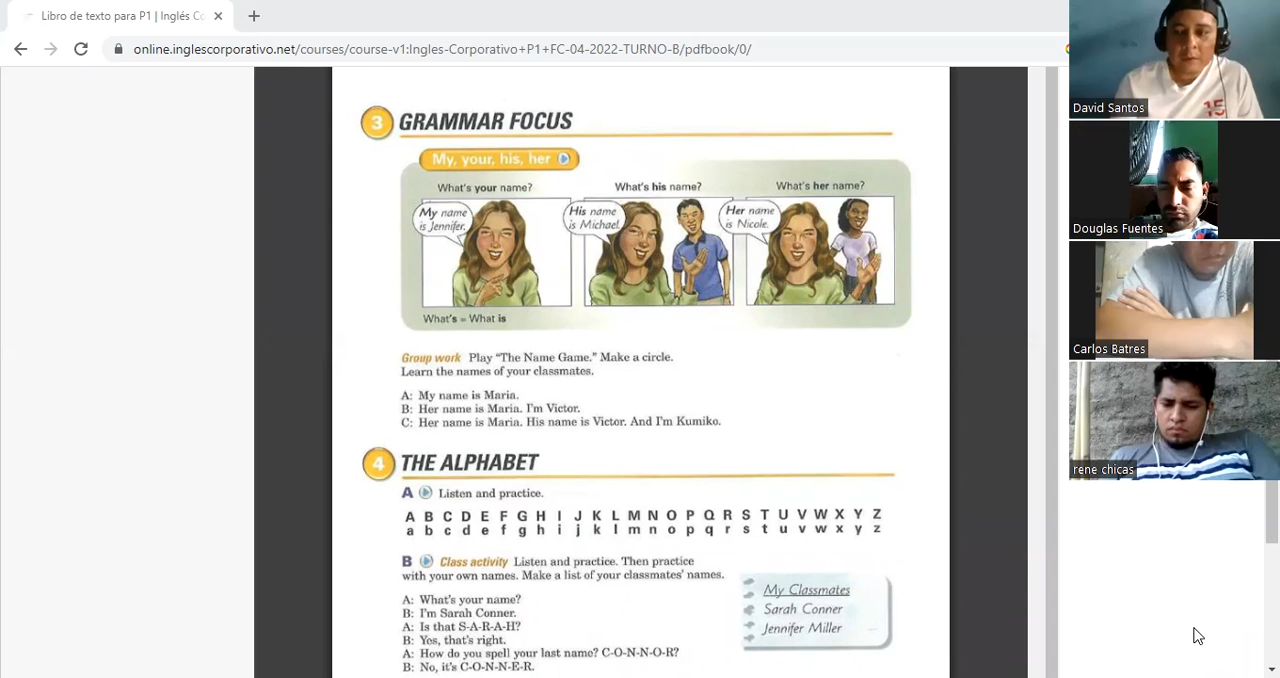 Libro de texto para P1 | Inglés Co
online.inglescorporativo.net/courses/course-v1:Ingles-Corporativo+P1+FC-04-2022-TURNO-B/pdfbook/0/
3 GRAMMAR FOCUS
My, your, his, her
What's your name?
What's his name?
What's her name?
My name
is Jennifer.
His name
is Michael.
Her name
is Nicole.
What's = What is
Group work Play "The Name Game." Make a circle.
Learn the names of your classmates.
A: My name is Maria.
B: Her name is Maria. I'm Victor.
C: Her name is Maria. His name is Victor. And I'm Kumiko.
4 THE ALPHABET
A Listen and practice.
A B C D E F G H I J K L M N O P Q R S T U V W X Y Z
a b c d e f g h i j k l m n o p q r s t u v w x y z
B Class activity Listen and practice. Then practice
with your own names. Make a list of your classmates' names.
A: What's your name?
B: I'm Sarah Conner.
A: Is that S-A-R-A-H?
B: Yes, that's right.
A: How do you spell your last name? C-O-N-N-O-R?
B: No, it's C-O-N-N-E-R.
My Classmates
Sarah Conner
Jennifer Miller
15
David Santos
Douglas Fuentes
Carlos Batres
rene chicas